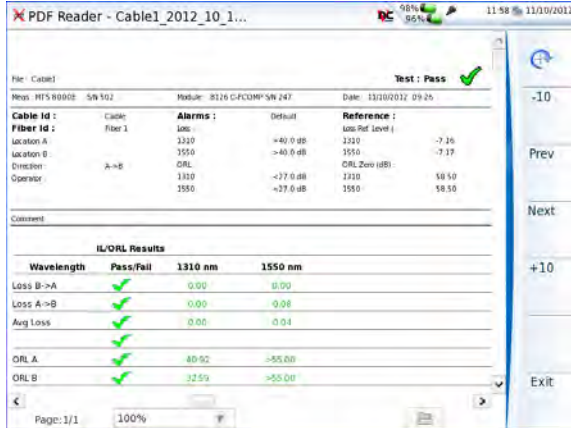 PDF Reader - Cable1_2012_10_1... 98% 96% 11:58 11/10/2012
File : Cable1 Test : Pass
Meas MTS 8000E S/N 502 Module: 8126 C-FCOMP S/N 247 Date: 11/10/2012 09:26
Cable Id : Cable Alarms : Default Reference :
Fiber Id : Fiber 1 Loss : Loss Ref Level (
Location A 1310 >40.0 dB 1310 -7.16
Location B 1550 >40.0 dB 1550 -7.17
Direction A->B ORL ORL Zero (dB)
Operator 1310 <27.0 dB 1310 58.50
1550 <27.0 dB 1550 58.50
Comment
IL/ORL Results
Wavelength Pass/Fail 1310 nm 1550 nm
Loss B->A 0.00 0.00
Loss A->B 0.00 0.08
Avg Loss 0.00 0.04
ORL A 40.92 >55.00
ORL B 32.59 >55.00
Page:1/1 100%
-10
Prev
Next
+10
Exit